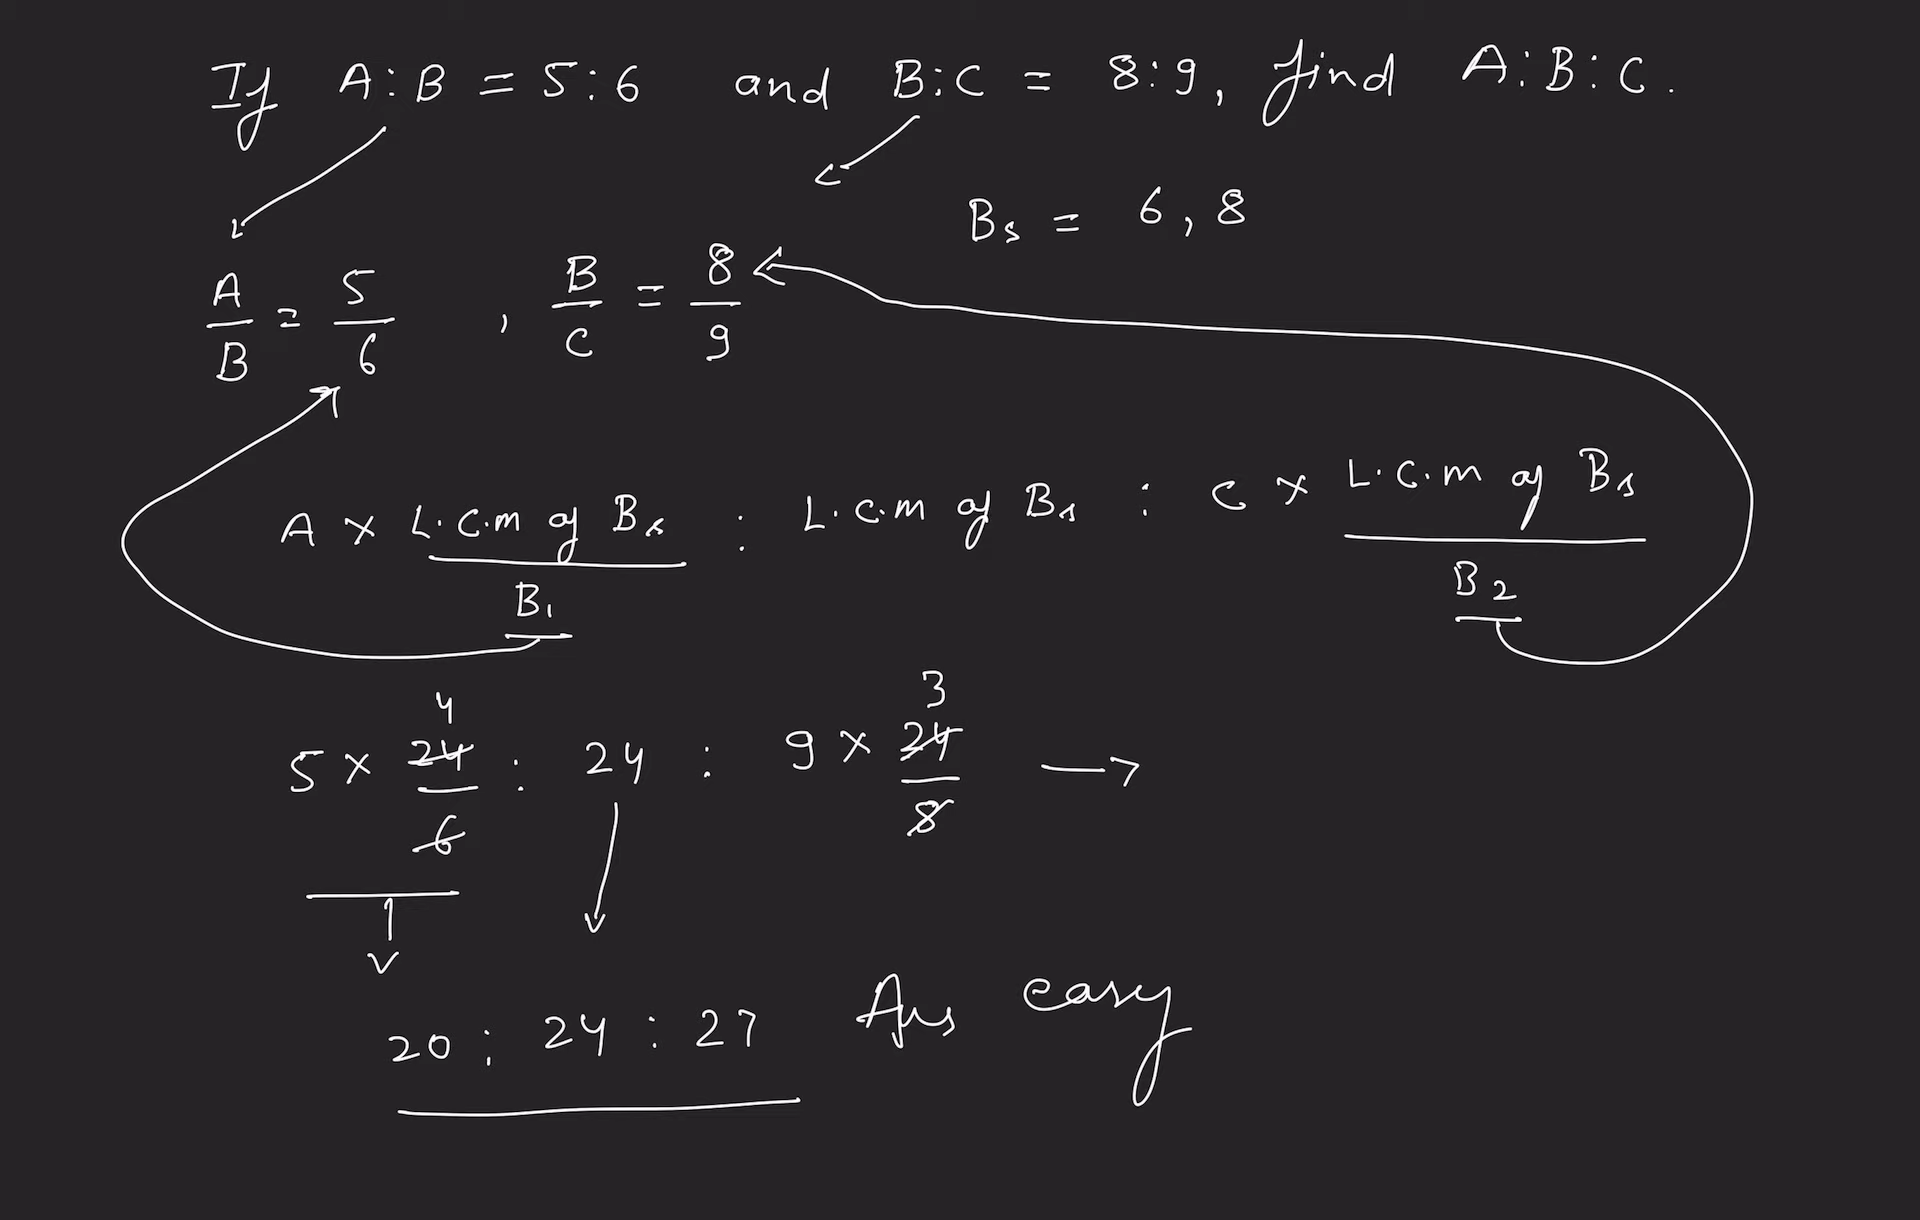 If A:B = 5:6 and B:C = 8:9, find A:B:C.
Bs = 6, 8
A/B = 5/6 , B/C = 8/9
A × L.C.m of Bs / B1 : L.C.m of Bs : C × L.C.m of Bs / B2
4 3
5 × 24/6 : 24 : 9 × 24/8 →
20 : 24 : 27 Ans easy